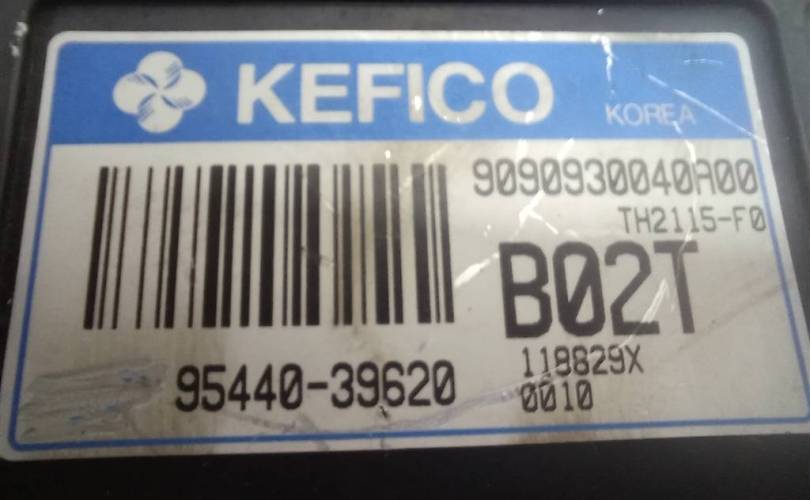 KEFICO
KOREA
9090930040A00
TH2115-F0
B02T
95440-39620
118829X
0010